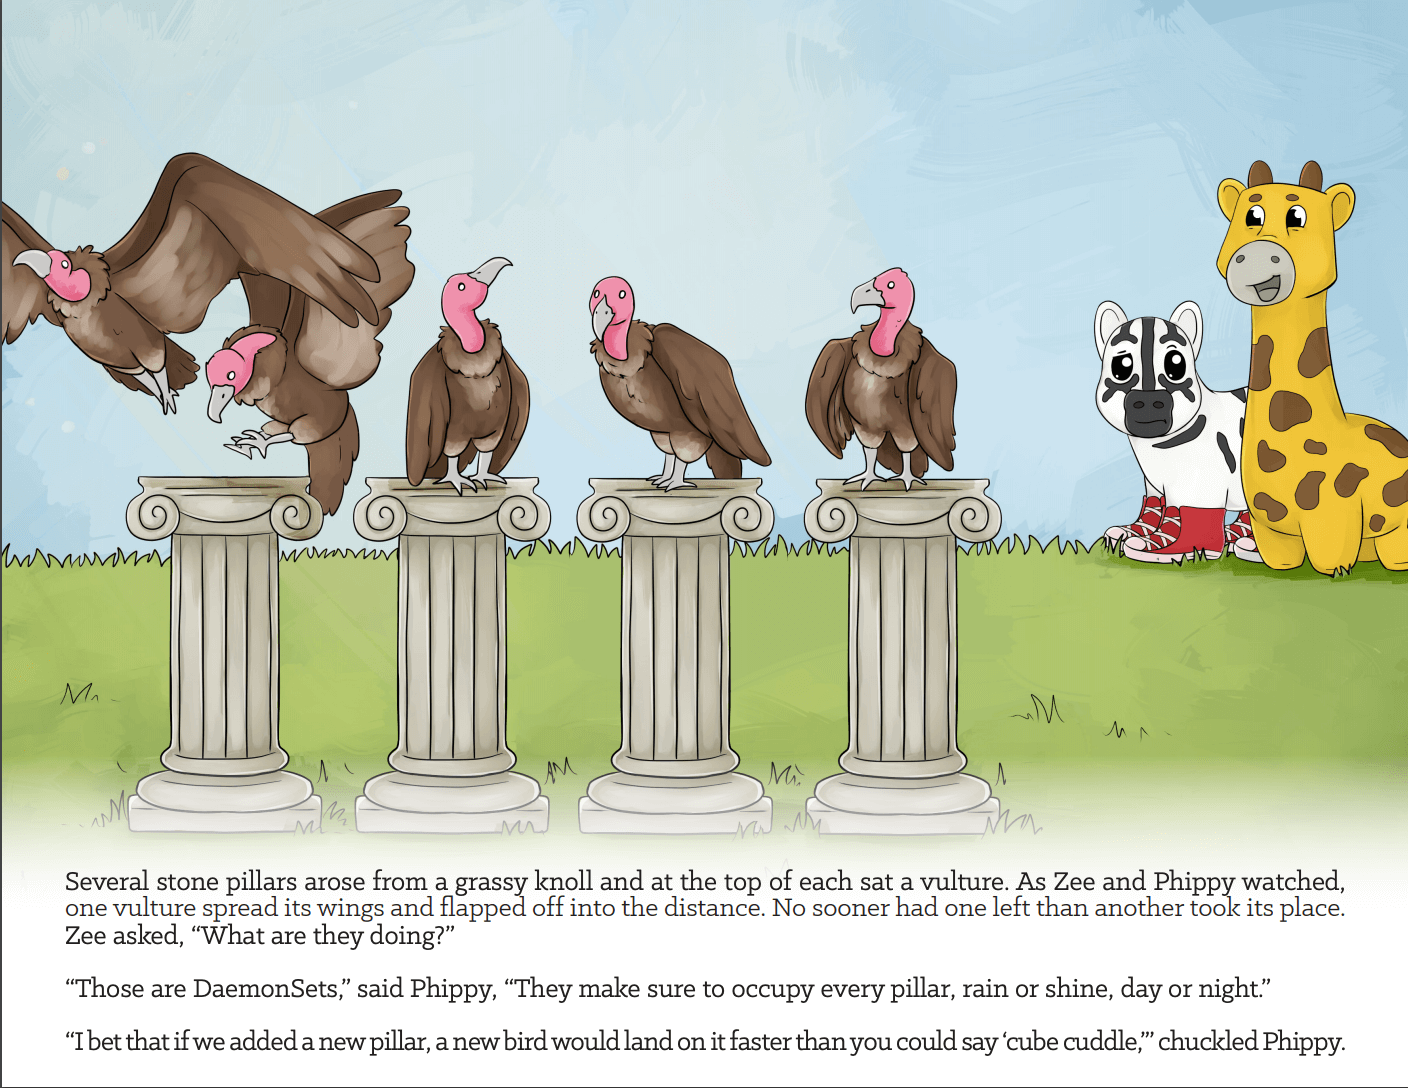 Several stone pillars arose from a grassy knoll and at the top of each sat a vulture. As Zee and Phippy watched,
one vulture spread its wings and flapped off into the distance. No sooner had one left than another took its place.
Zee asked, “What are they doing?”
“Those are DaemonSets,” said Phippy, “They make sure to occupy every pillar, rain or shine, day or night.”
“I bet that if we added a new pillar, a new bird would land on it faster than you could say ‘cube cuddle,’” chuckled Phippy.